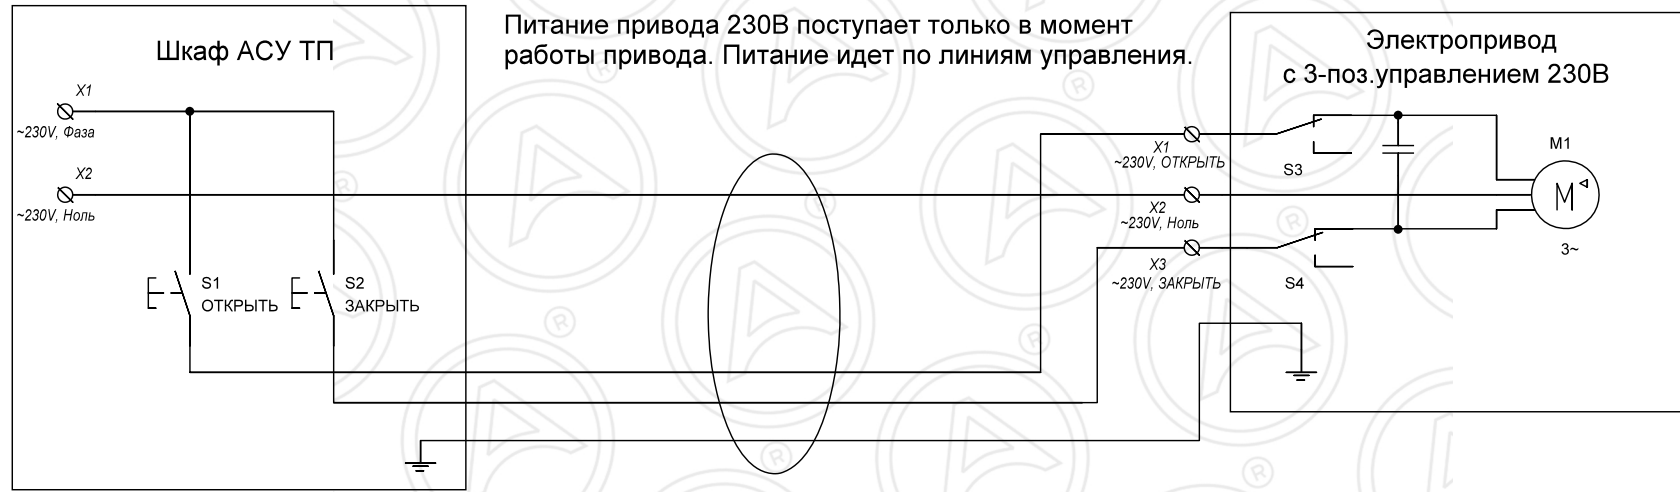 Шкаф АСУ ТП
Питание привода 230В поступает только в момент
работы привода. Питание идет по линиям управления.
Электропривод
с 3-поз.управлением 230В
X1
~230V, Фаза
X2
~230V, Ноль
S1
ОТКРЫТЬ
S2
ЗАКРЫТЬ
X1
~230V, ОТКРЫТЬ
X2
~230V, Ноль
X3
~230V, ЗАКРЫТЬ
S3
S4
M1
M
3~
®
®
®
®
®
®
®
®